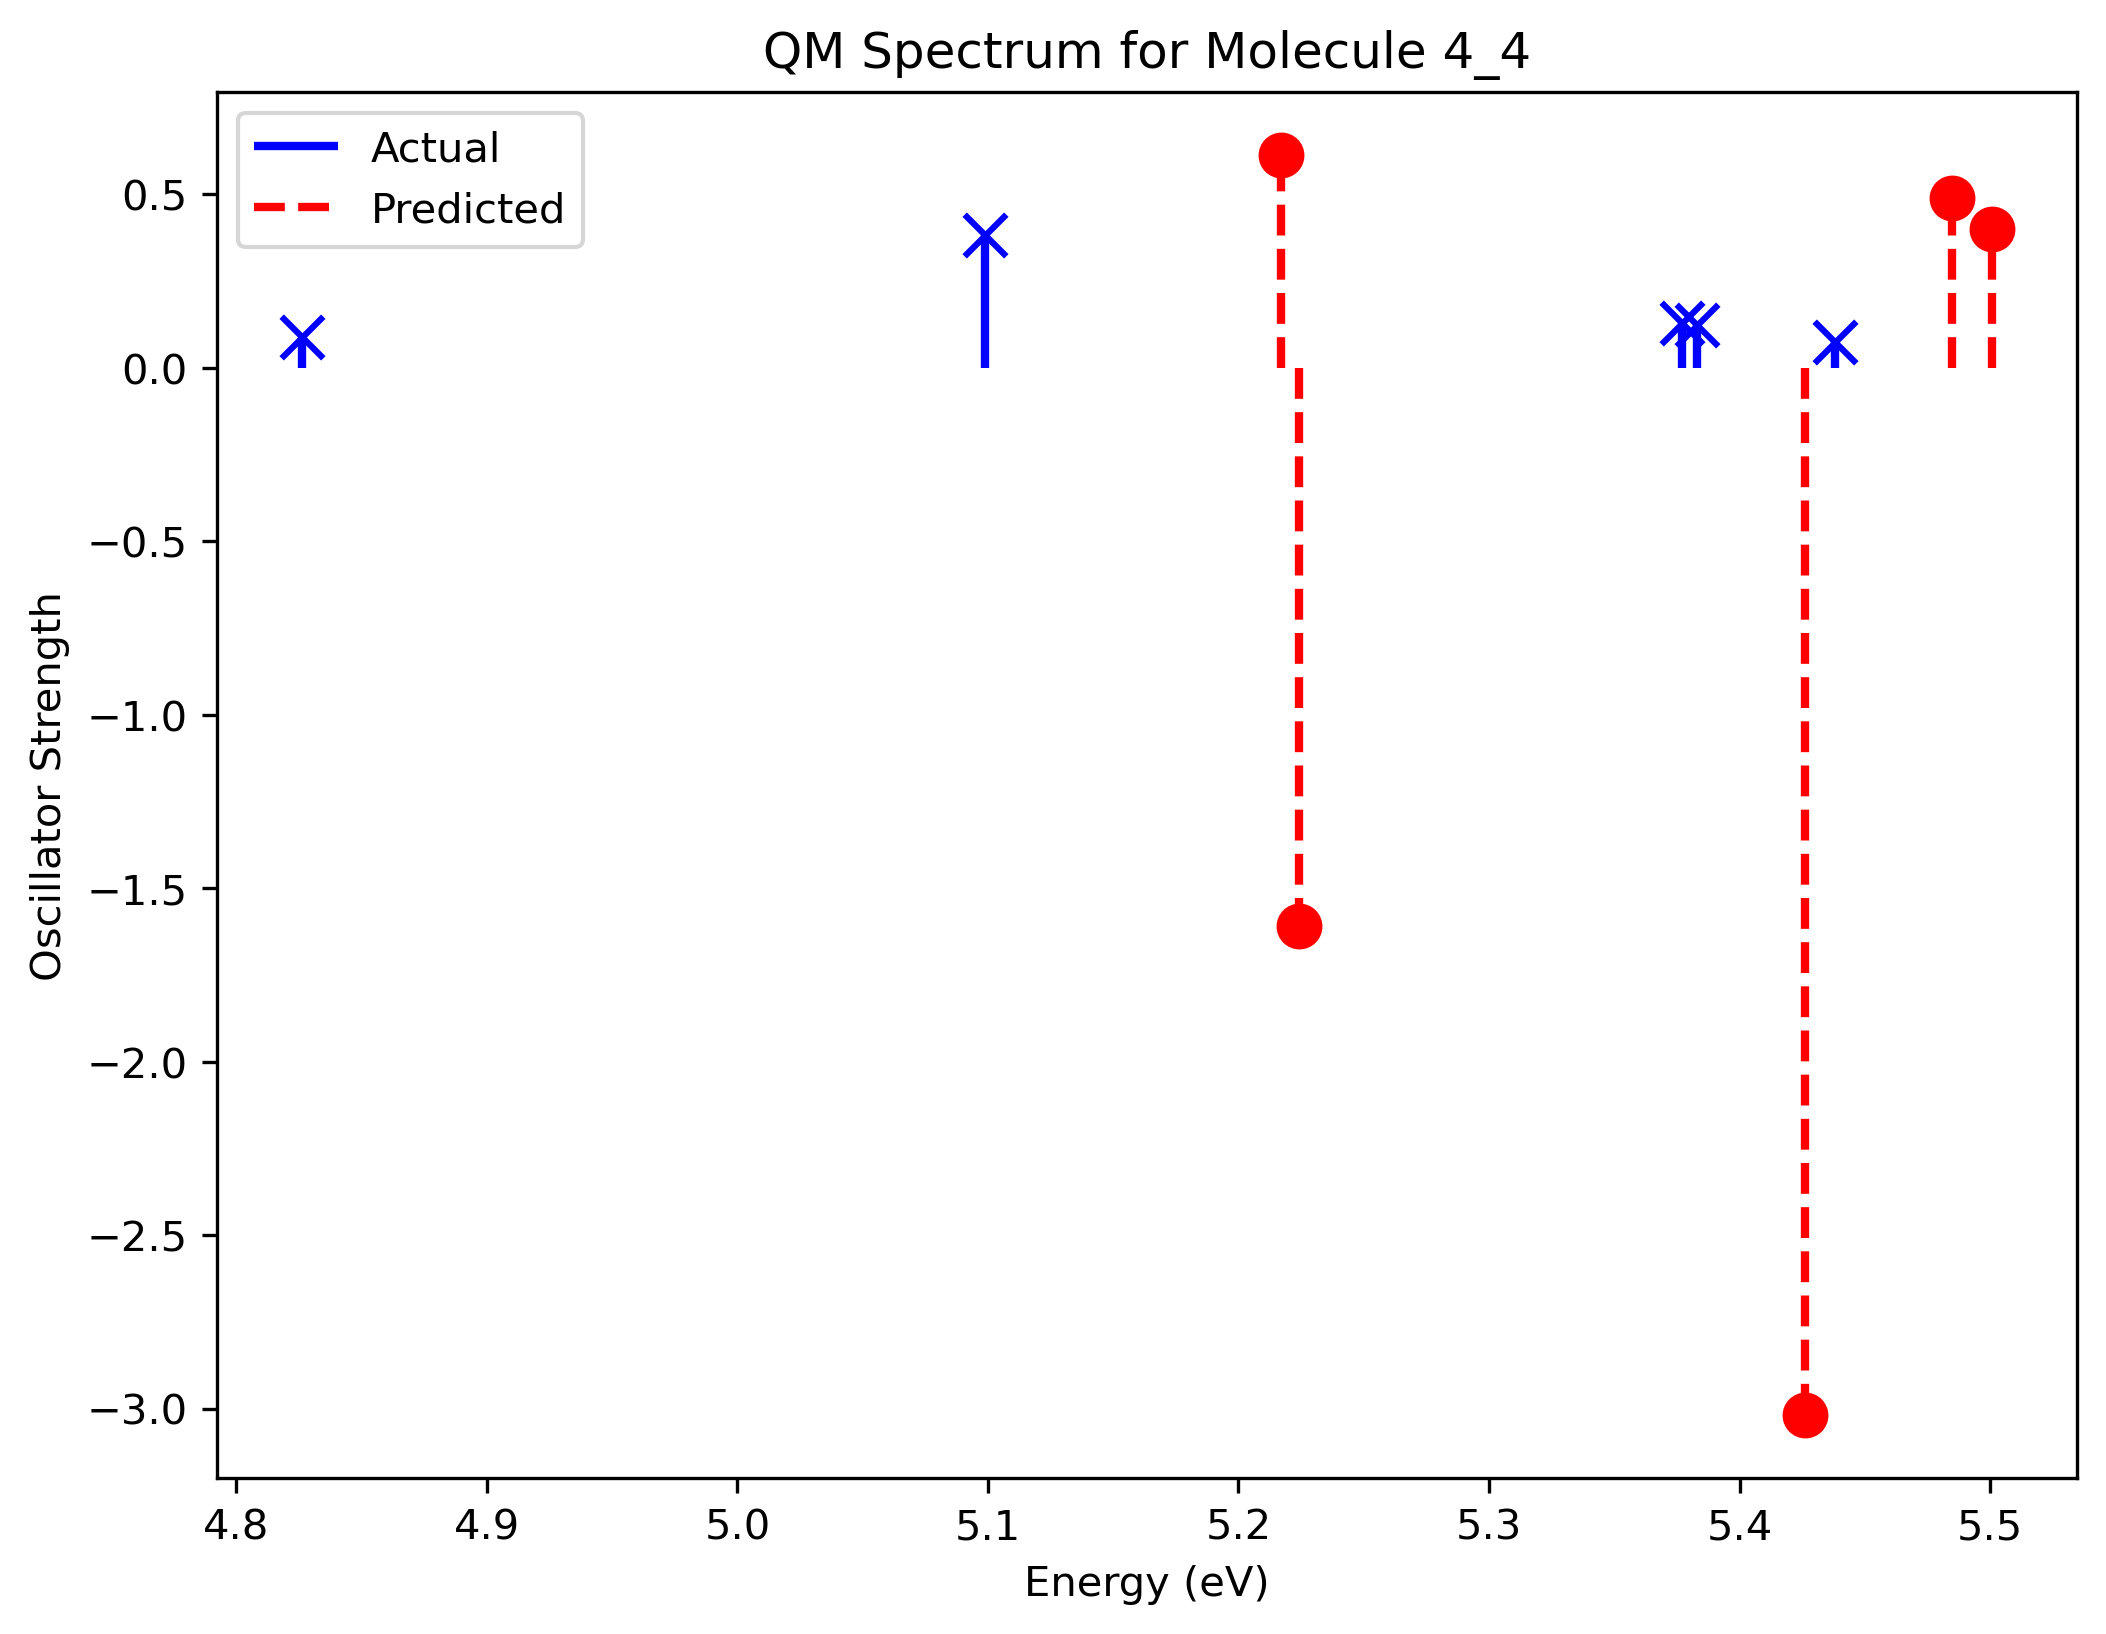 QM Spectrum for Molecule 4_4
Actual
Predicted
0.5
0.0
−0.5
−1.0
−1.5
−2.0
−2.5
−3.0
Oscillator Strength
4.8 4.9 5.0 5.1 5.2 5.3 5.4 5.5
Energy (eV)